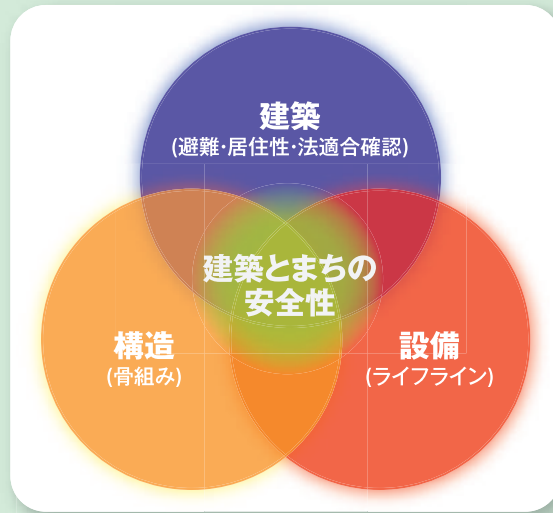 建築
(避難・居住性・法適合確認)
建築とまちの
安全性
構造
(骨組み)
設備
(ライフライン)